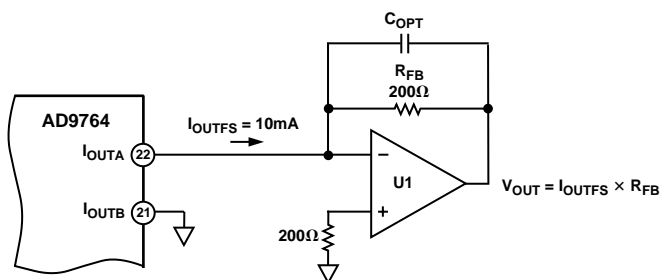 C_OPT
R_FB
200Ω
AD9764
I_OUTFS = 10mA
I_OUTA
22
−
U1
V_OUT = I_OUTFS × R_FB
I_OUTB
21
+
200Ω